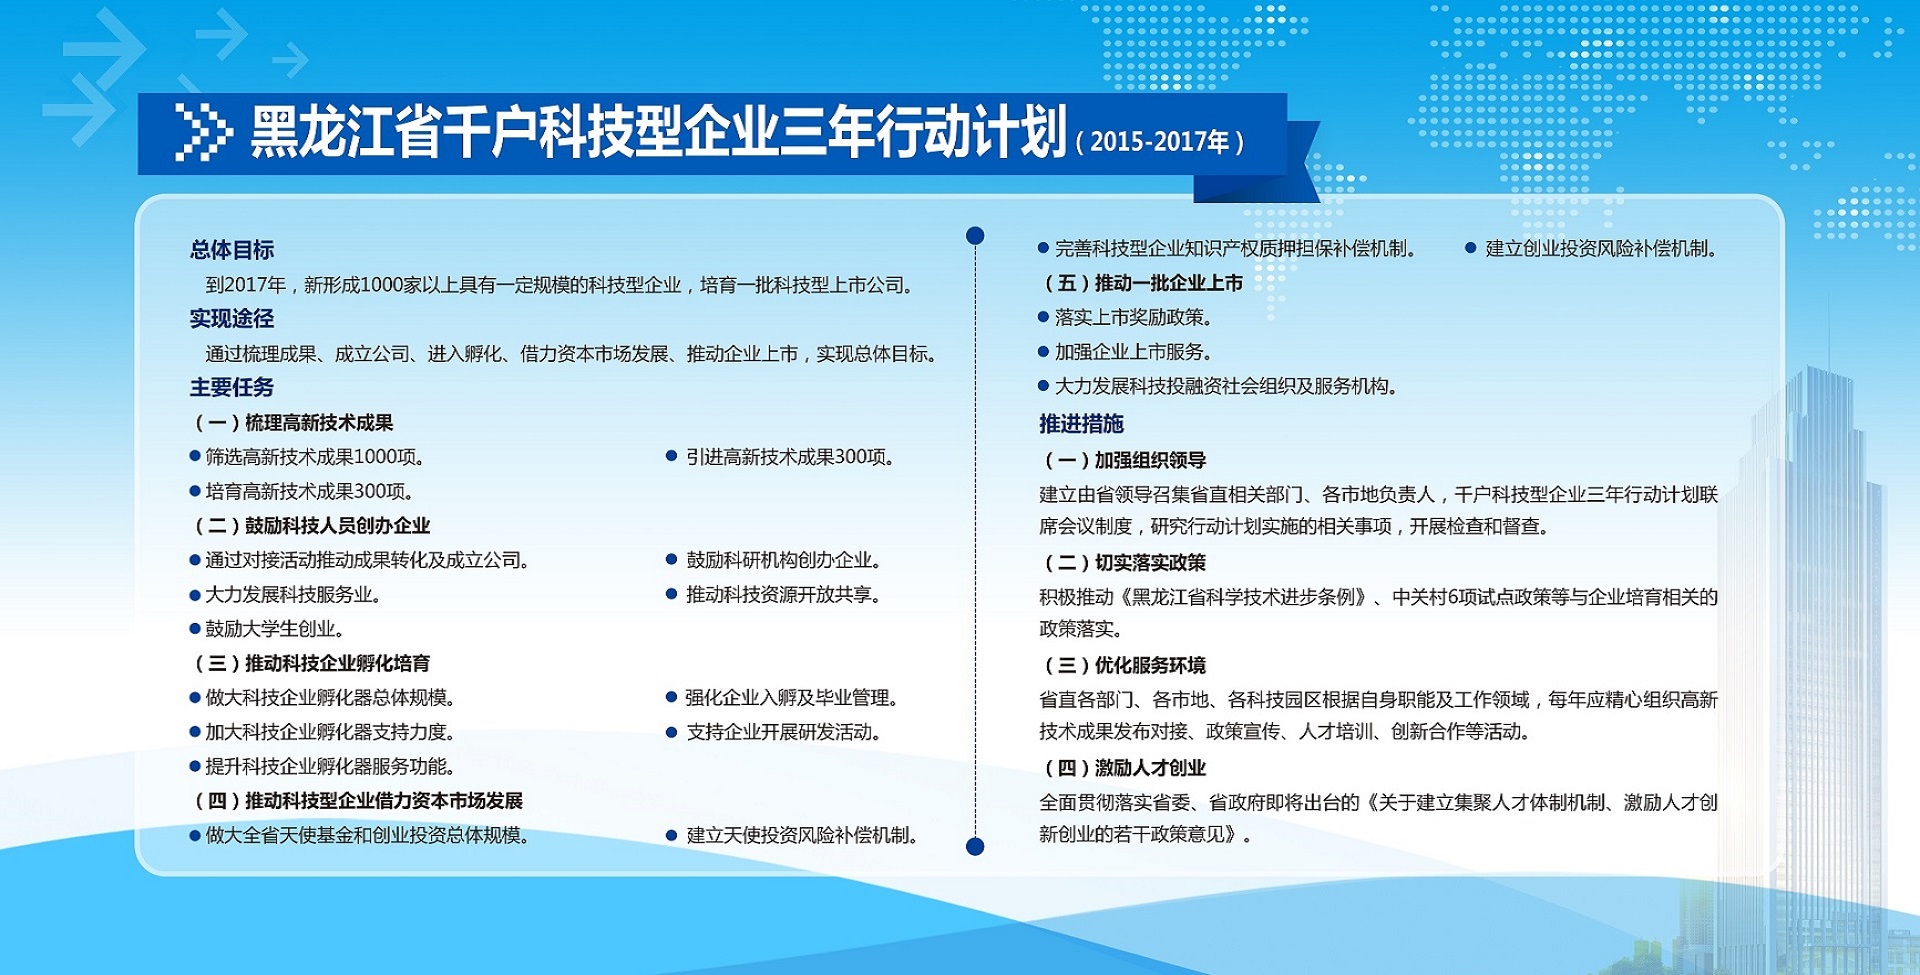 黑龙江省千户科技型企业三年行动计划（2015-2017年）
总体目标
到2017年，新形成1000家以上具有一定规模的科技型企业，培育一批科技型上市公司。
实现途径
通过梳理成果、成立公司、进入孵化、借力资本市场发展、推动企业上市，实现总体目标。
主要任务
（一）梳理高新技术成果
●筛选高新技术成果1000项。 ● 引进高新技术成果300项。
●培育高新技术成果300项。
（二）鼓励科技人员创办企业
●通过对接活动推动成果转化及成立公司。 ● 鼓励科研机构创办企业。
●大力发展科技服务业。 ● 推动科技资源开放共享。
●鼓励大学生创业。
（三）推动科技企业孵化培育
●做大科技企业孵化器总体规模。 ● 强化企业入孵及毕业管理。
●加大科技企业孵化器支持力度。 ● 支持企业开展研发活动。
●提升科技企业孵化器服务功能。
（四）推动科技型企业借力资本市场发展
●做大全省天使基金和创业投资总体规模。 ● 建立天使投资风险补偿机制。
●完善科技型企业知识产权质押担保补偿机制。 ● 建立创业投资风险补偿机制。
（五）推动一批企业上市
●落实上市奖励政策。
●加强企业上市服务。
●大力发展科技投融资社会组织及服务机构。
推进措施
（一）加强组织领导
建立由省领导召集省直相关部门、各市地负责人，千户科技型企业三年行动计划联
席会议制度，研究行动计划实施的相关事项，开展检查和督查。
（二）切实落实政策
积极推动《黑龙江省科学技术进步条例》、中关村6项试点政策等与企业培育相关的
政策落实。
（三）优化服务环境
省直各部门、各市地、各科技园区根据自身职能及工作领域，每年应精心组织高新
技术成果发布对接、政策宣传、人才培训、创新合作等活动。
（四）激励人才创业
全面贯彻落实省委、省政府即将出台的《关于建立集聚人才体制机制、激励人才创
新创业的若干政策意见》。